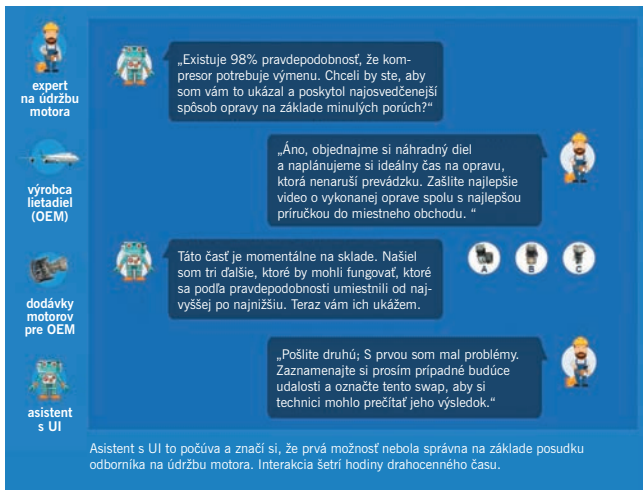 expert
na údržbu
motora
výrobca
lietadiel
(OEM)
dodávky
motorov
pre OEM
asistent
s UI
„Existuje 98% pravdepodobnosť, že kom-
presor potrebuje výmenu. Chceli by ste, aby
som vám to ukázal a poskytol najosvedčenejší
spôsob opravy na základe minulých porúch?“
„Áno, objednajme si náhradný diel
a naplánujeme si ideálny čas na opravu,
ktorá nenaruší prevádzku. Zašlite najlepšie
video o vykonanej oprave spolu s najlepšou
príručkou do miestneho obchodu. “
Táto časť je momentálne na sklade. Našiel
som tri ďalšie, ktoré by mohli fungovať, ktoré
sa podľa pravdepodobnosti umiestnili od naj-
vyššej po najnižšiu. Teraz vám ich ukážem.
A B C
„Pošlite druhú; S prvou som mal problémy.
Zaznamenajte si prosím prípadné budúce
udalosti a označte tento swap, aby si
technici mohlo prečítať jeho výsledok.“
Asistent s UI to počúva a značí si, že prvá možnosť nebola správna na základe posudku
odborníka na údržbu motora. Interakcia šetrí hodiny drahocenného času.